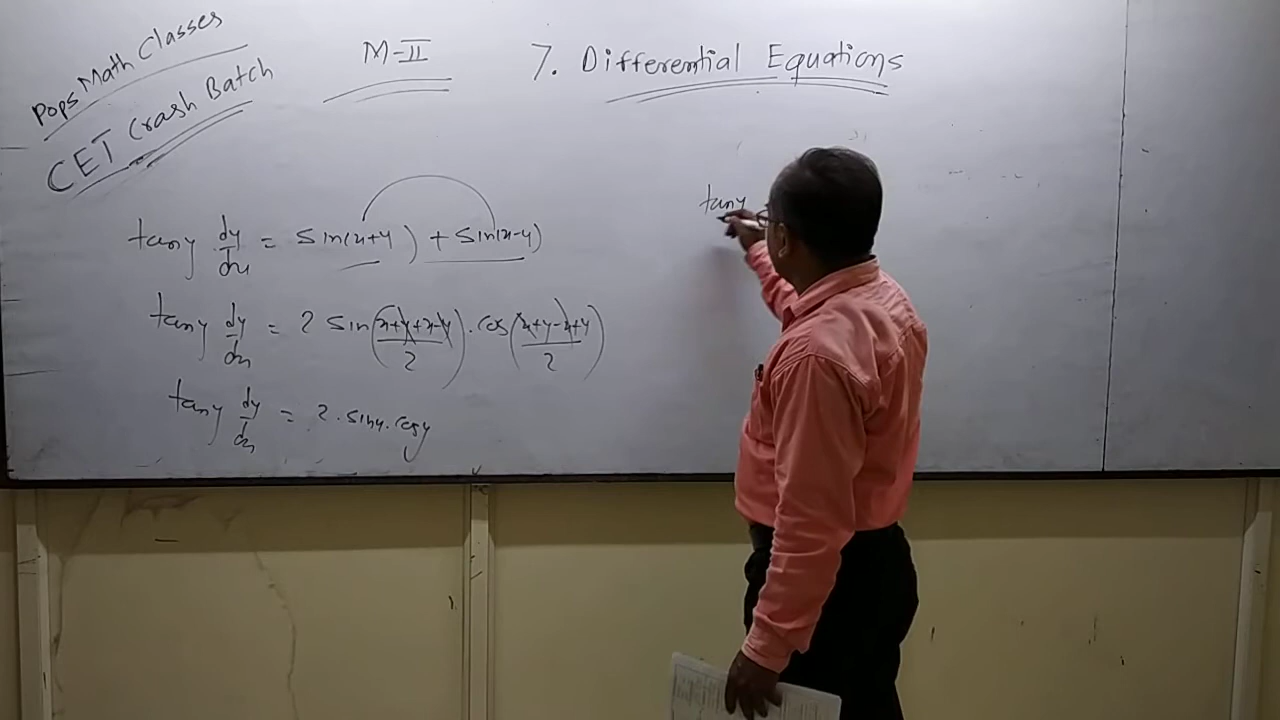 Pops Math Classes
CET Crash Batch
M-II
7. Differential Equations
tany dy/dx = sin(x+y) + sin(x-y)
tany dy/dx = 2 sin(x+y+x-y/2) . cos(x+y-x+y/2)
tany dy/dx = 2. sinx. cosy
tany